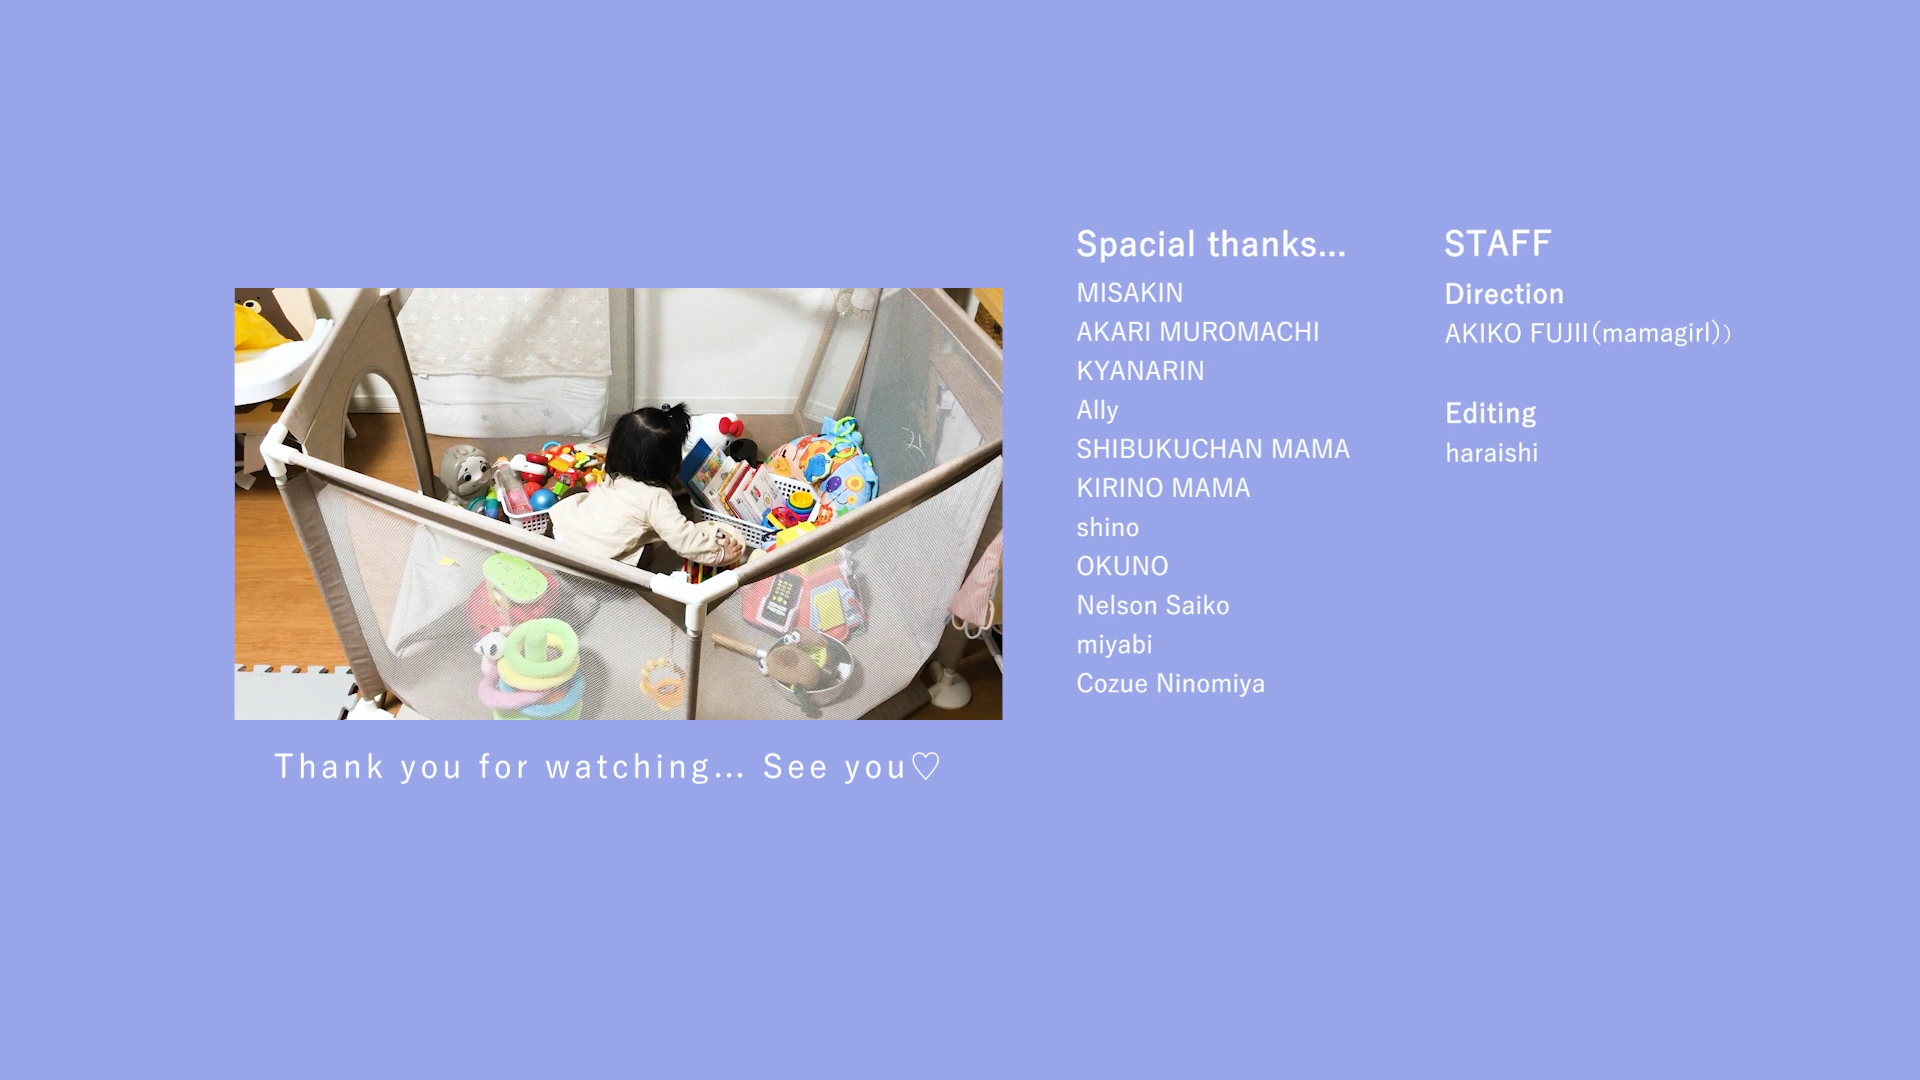 Spacial thanks...
MISAKIN
AKARI MUROMACHI
KYANARIN
Ally
SHIBUKUCHAN MAMA
KIRINO MAMA
shino
OKUNO
Nelson Saiko
miyabi
Cozue Ninomiya
STAFF
Direction
AKIKO FUJII(mamagirl))
Editing
haraishi
Thank you for watching... See you♡